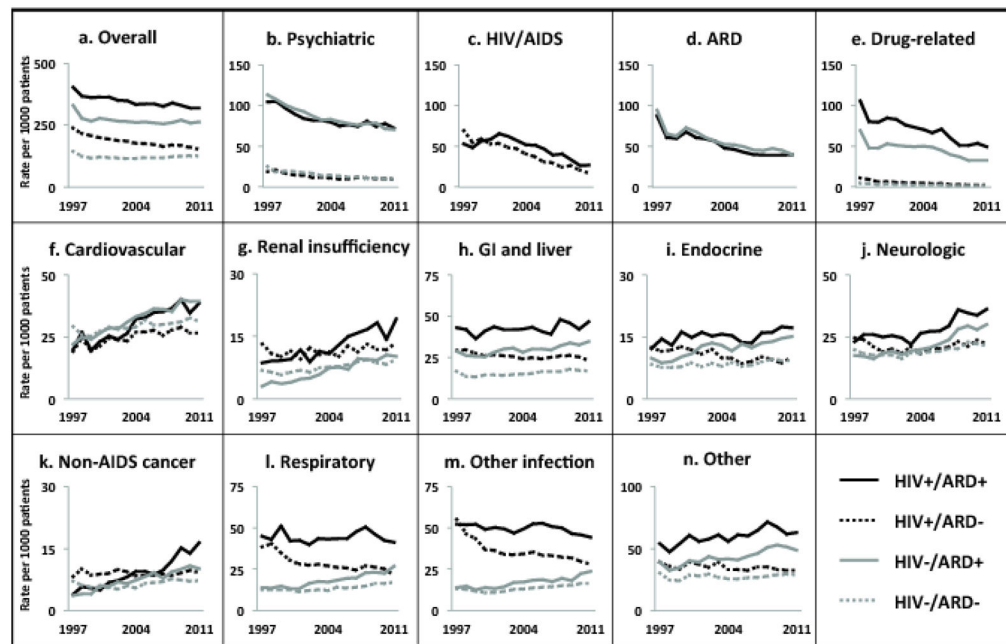 a. Overall
b. Psychiatric
c. HIV/AIDS
d. ARD
e. Drug-related
Rate per 1000 patients
500
250
0
150
100
50
0
150
100
50
0
150
100
50
0
150
100
50
0
1997 2004 2011
1997 2004 2011
1997 2004 2011
1997 2004 2011
1997 2004 2011
f. Cardiovascular
g. Renal insufficiency
h. GI and liver
i. Endocrine
j. Neurologic
Rate per 1000 patients
50
25
0
30
15
0
75
50
25
0
30
15
0
50
25
0
1997 2004 2011
1997 2004 2011
1997 2004 2011
1997 2004 2011
1997 2004 2011
k. Non-AIDS cancer
l. Respiratory
m. Other infection
n. Other
Rate per 1000 patients
30
15
0
75
50
25
0
75
50
25
0
100
50
0
1997 2004 2011
1997 2004 2011
1997 2004 2011
1997 2004 2011
HIV+/ARD+
HIV+/ARD-
HIV-/ARD+
HIV-/ARD-